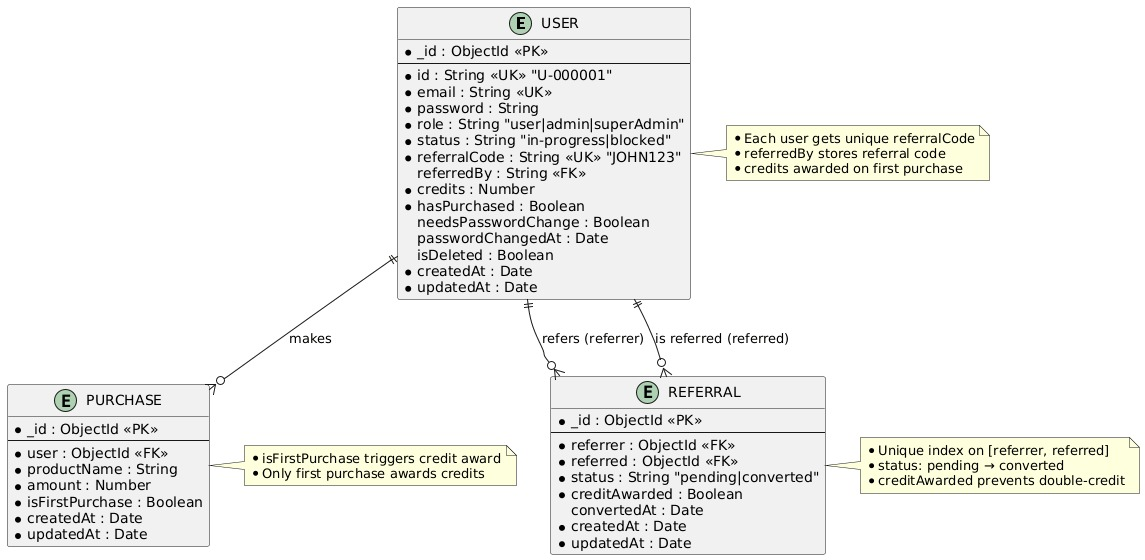 E USER
* _id : ObjectId «PK»
* id : String «UK» "U-000001"
* email : String «UK»
* password : String
* role : String "user|admin|superAdmin"
* status : String "in-progress|blocked"
* referralCode : String «UK» "JOHN123"
referredBy : String «FK»
* credits : Number
* hasPurchased : Boolean
needsPasswordChange : Boolean
passwordChangedAt : Date
isDeleted : Boolean
* createdAt : Date
* updatedAt : Date
• Each user gets unique referralCode
• referredBy stores referral code
• credits awarded on first purchase
makes
refers (referrer)
is referred (referred)
E PURCHASE
* _id : ObjectId «PK»
* user : ObjectId «FK»
* productName : String
* amount : Number
* isFirstPurchase : Boolean
* createdAt : Date
* updatedAt : Date
• isFirstPurchase triggers credit award
• Only first purchase awards credits
E REFERRAL
* _id : ObjectId «PK»
* referrer : ObjectId «FK»
* referred : ObjectId «FK»
* status : String "pending|converted"
* creditAwarded : Boolean
convertedAt : Date
* createdAt : Date
* updatedAt : Date
• Unique index on [referrer, referred]
• status: pending → converted
• creditAwarded prevents double-credit